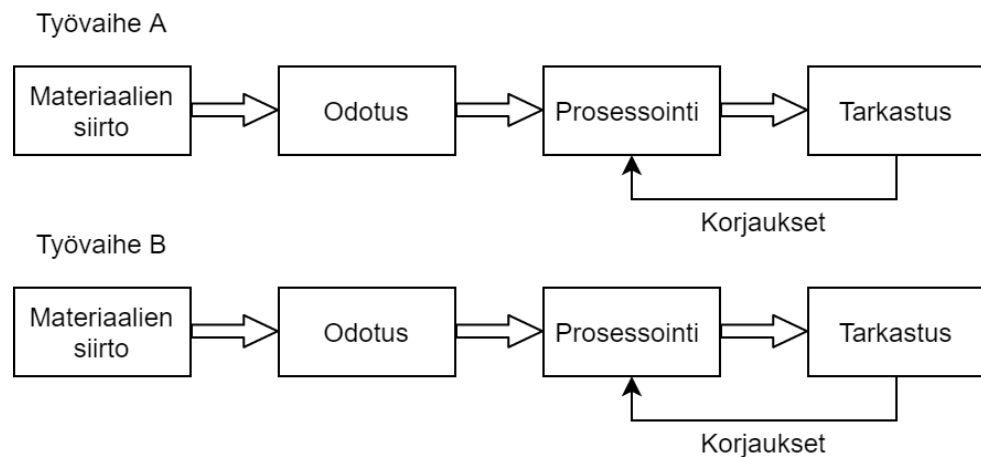 Työvaihe A
Materiaalien
siirto
Odotus
Prosessointi
Tarkastus
Korjaukset
Työvaihe B
Materiaalien
siirto
Odotus
Prosessointi
Tarkastus
Korjaukset